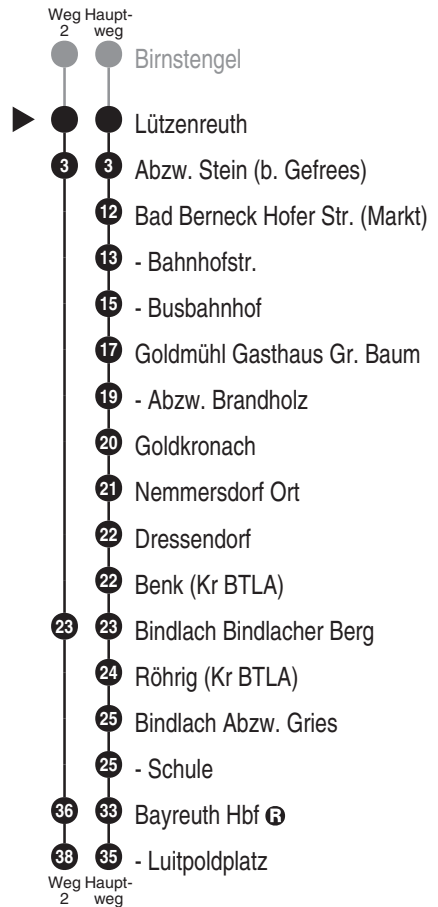 Weg Haupt-
2 weg
Birnstengel
Lützenreuth
3 3 Abzw. Stein (b. Gefrees)
12 Bad Berneck Hofer Str. (Markt)
13 - Bahnhofstr.
15 - Busbahnhof
17 Goldmühl Gasthaus Gr. Baum
19 - Abzw. Brandholz
20 Goldkronach
21 Nemmersdorf Ort
22 Dressendorf
22 Benk (Kr BTLA)
23 23 Bindlach Bindlacher Berg
24 Röhrig (Kr BTLA)
25 Bindlach Abzw. Gries
25 - Schule
36 33 Bayreuth Hbf R
38 35 - Luitpoldplatz
Weg Haupt-
2 weg